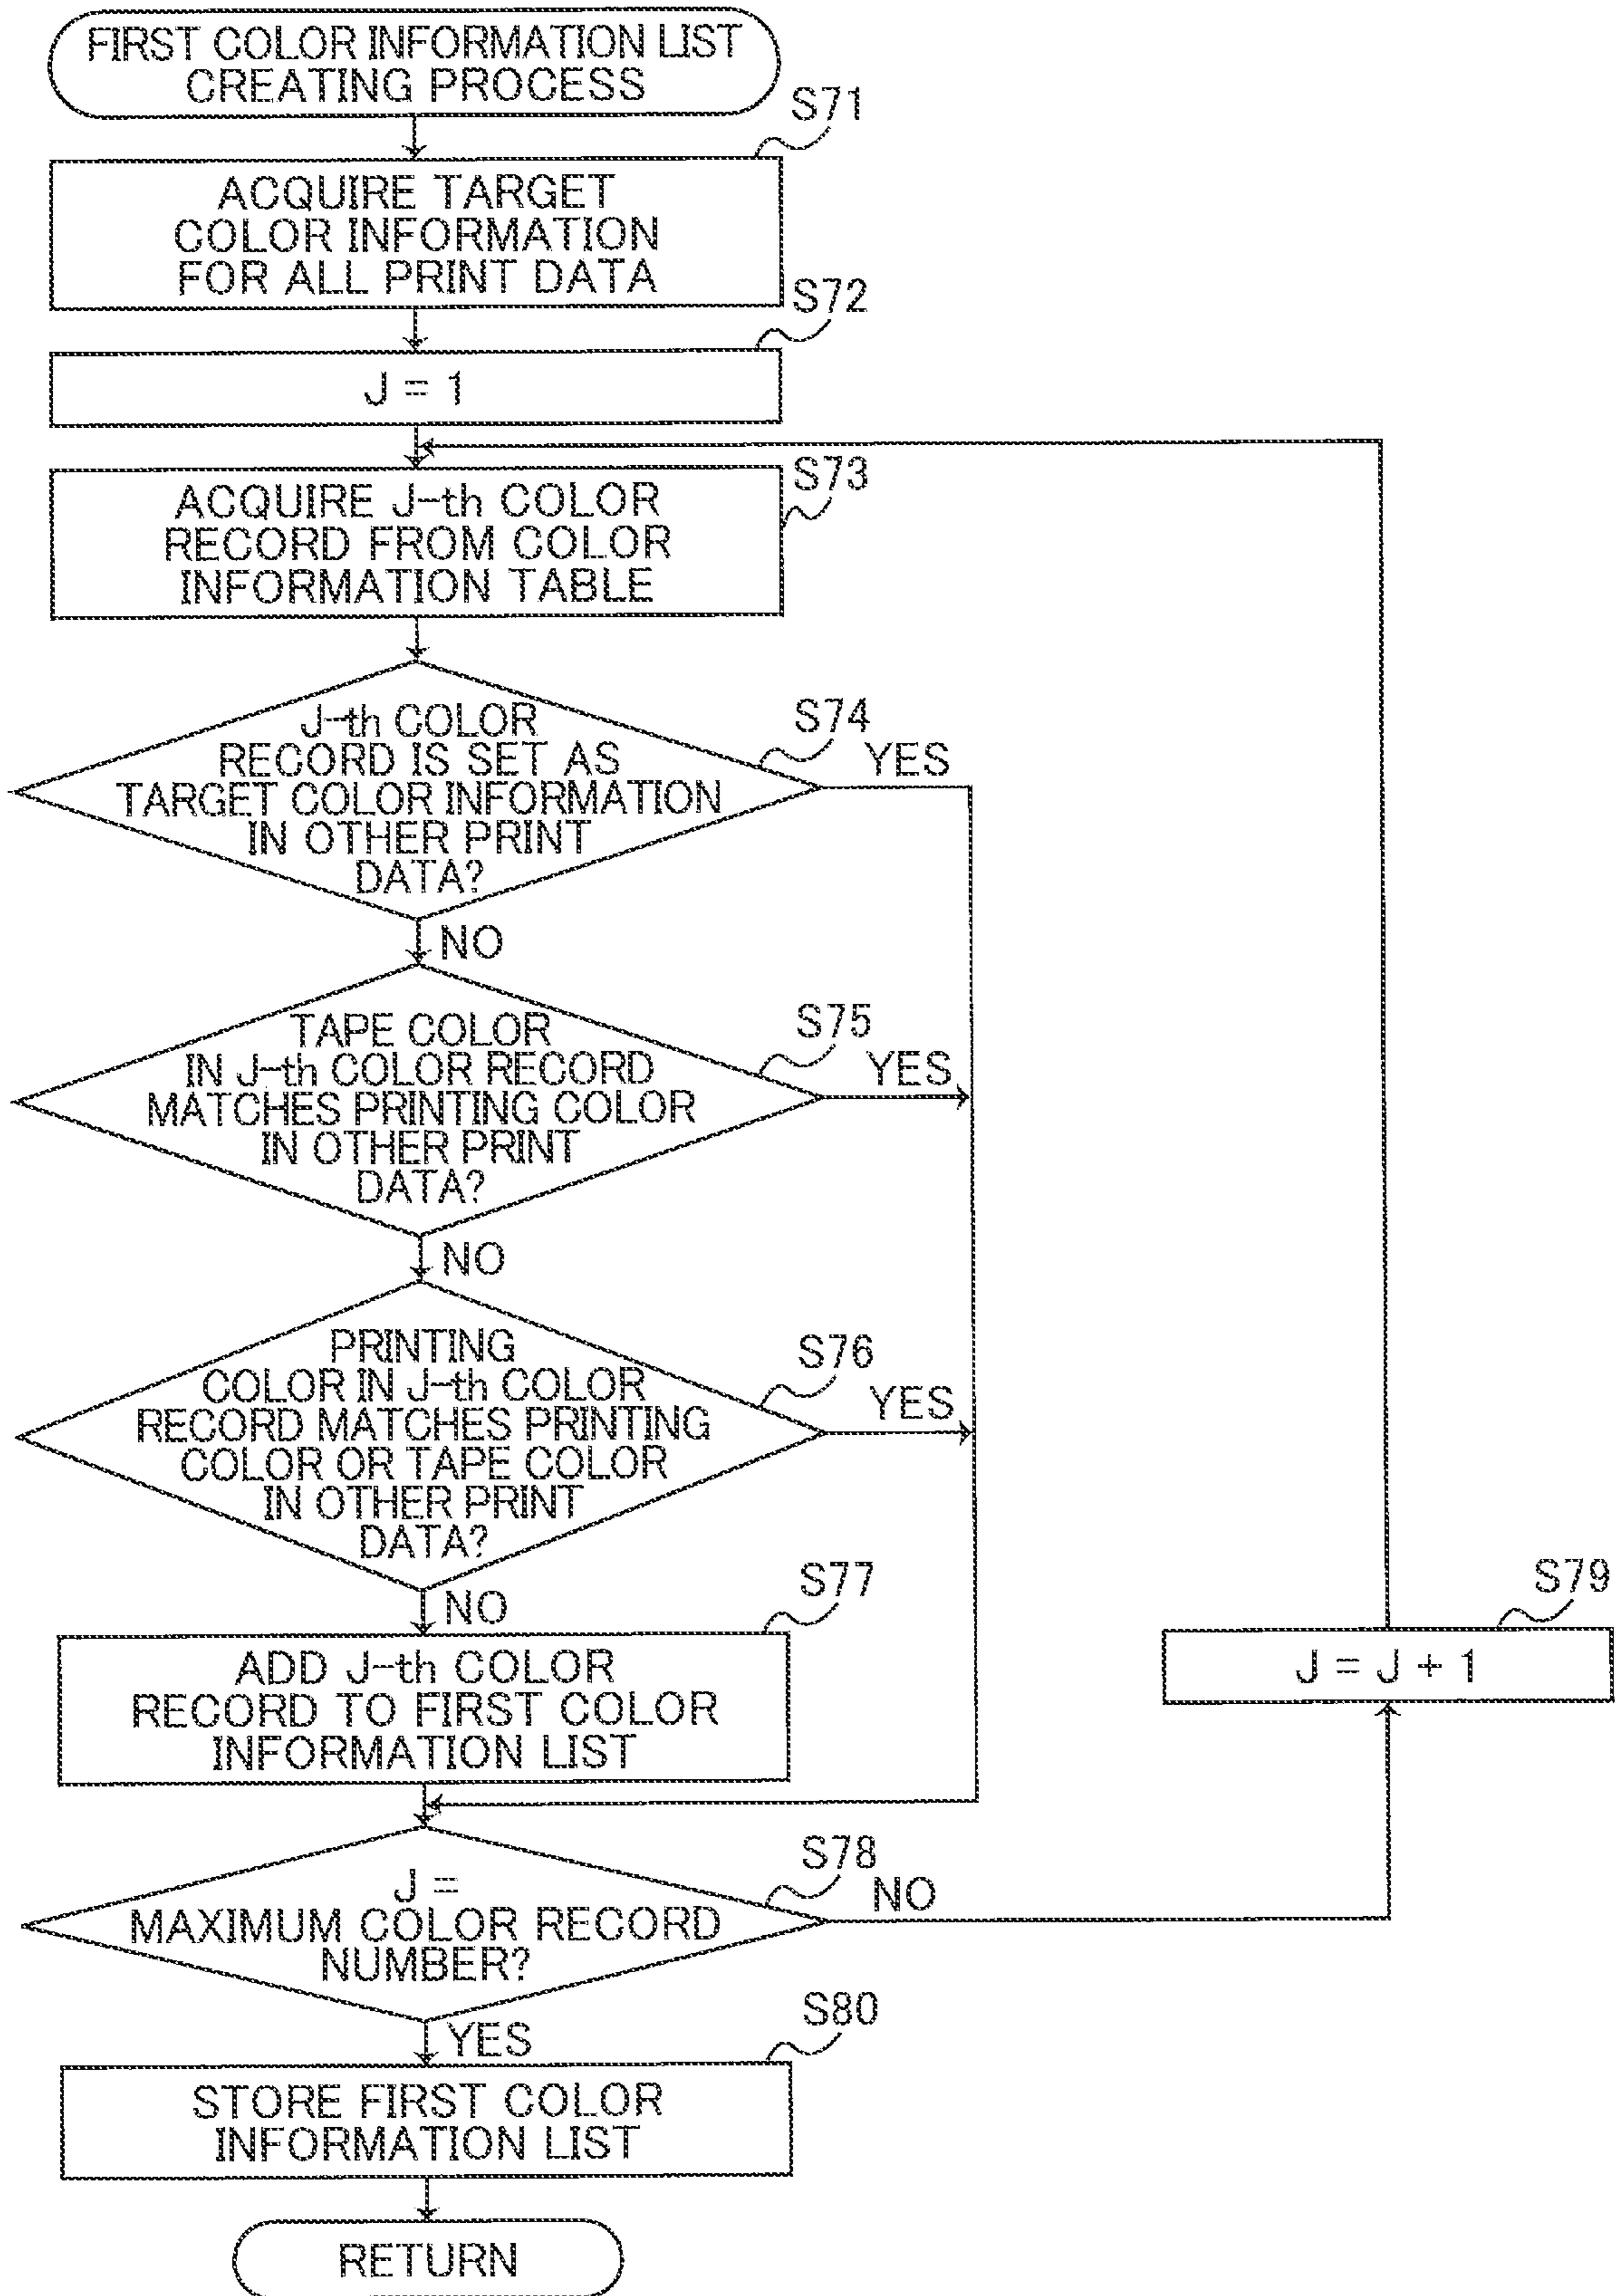 FIRST COLOR INFORMATION LIST
CREATING PROCESS
S71
ACQUIRE TARGET
COLOR INFORMATION
FOR ALL PRINT DATA
S72
J = 1
S73
ACQUIRE J-th COLOR
RECORD FROM COLOR
INFORMATION TABLE
S74
J-th COLOR
RECORD IS SET AS
TARGET COLOR INFORMATION
IN OTHER PRINT
DATA?
YES
NO
S75
TAPE COLOR
IN J-th COLOR RECORD
MATCHES PRINTING COLOR
IN OTHER PRINT
DATA?
YES
NO
S76
PRINTING
COLOR IN J-th COLOR
RECORD MATCHES PRINTING
COLOR OR TAPE COLOR
IN OTHER PRINT
DATA?
YES
NO
S77
ADD J-th COLOR
RECORD TO FIRST COLOR
INFORMATION LIST
S79
J = J + 1
S78
J =
MAXIMUM COLOR RECORD
NUMBER?
NO
YES
S80
STORE FIRST COLOR
INFORMATION LIST
RETURN